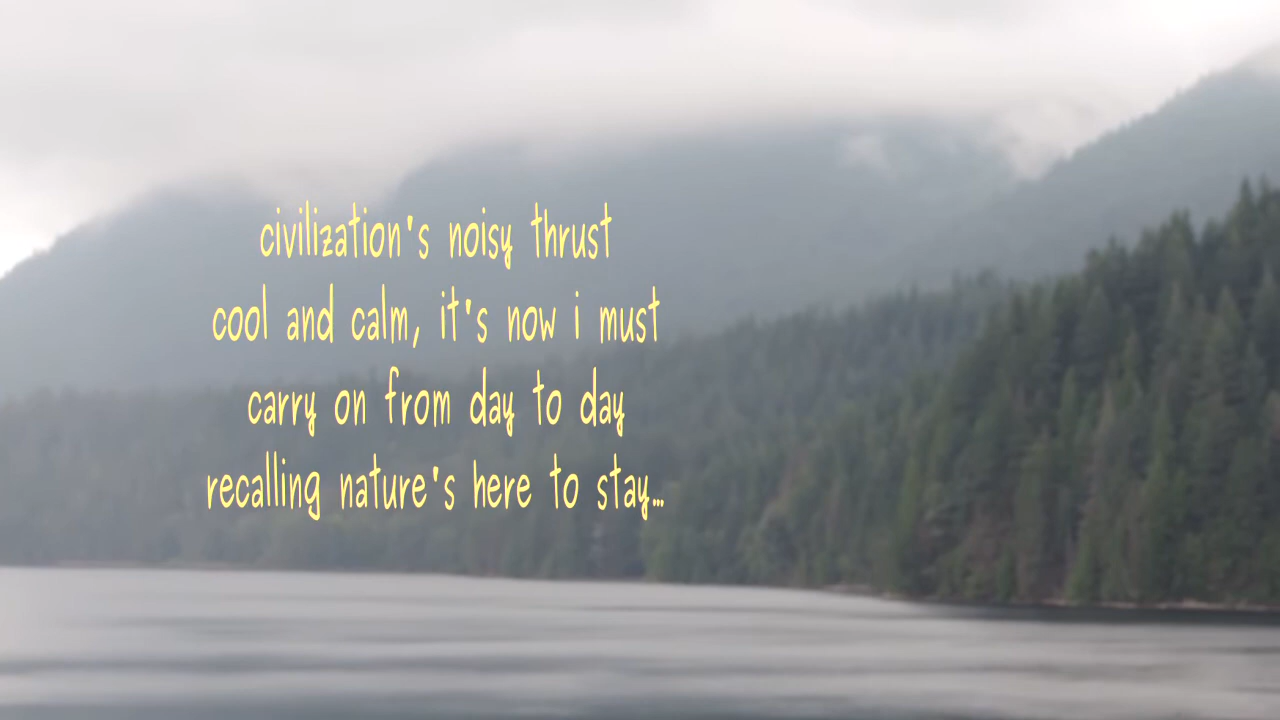 civilization's noisy thrust
cool and calm, it's now i must
carry on from day to day
recalling nature's here to stay...